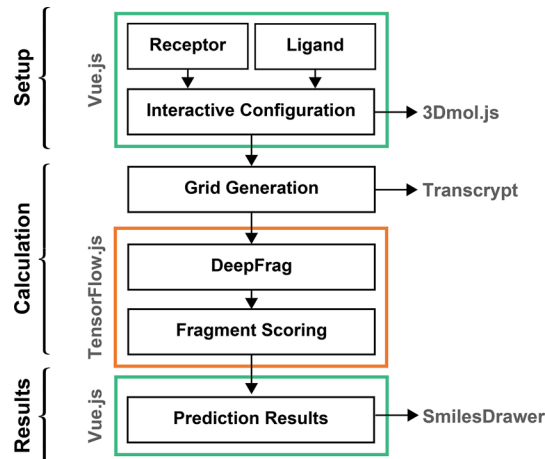 Setup
Vue.js
Receptor
Ligand
Interactive Configuration
3Dmol.js
Calculation
Grid Generation
Transcrypt
TensorFlow.js
DeepFrag
Fragment Scoring
Results
Vue.js
Prediction Results
SmilesDrawer